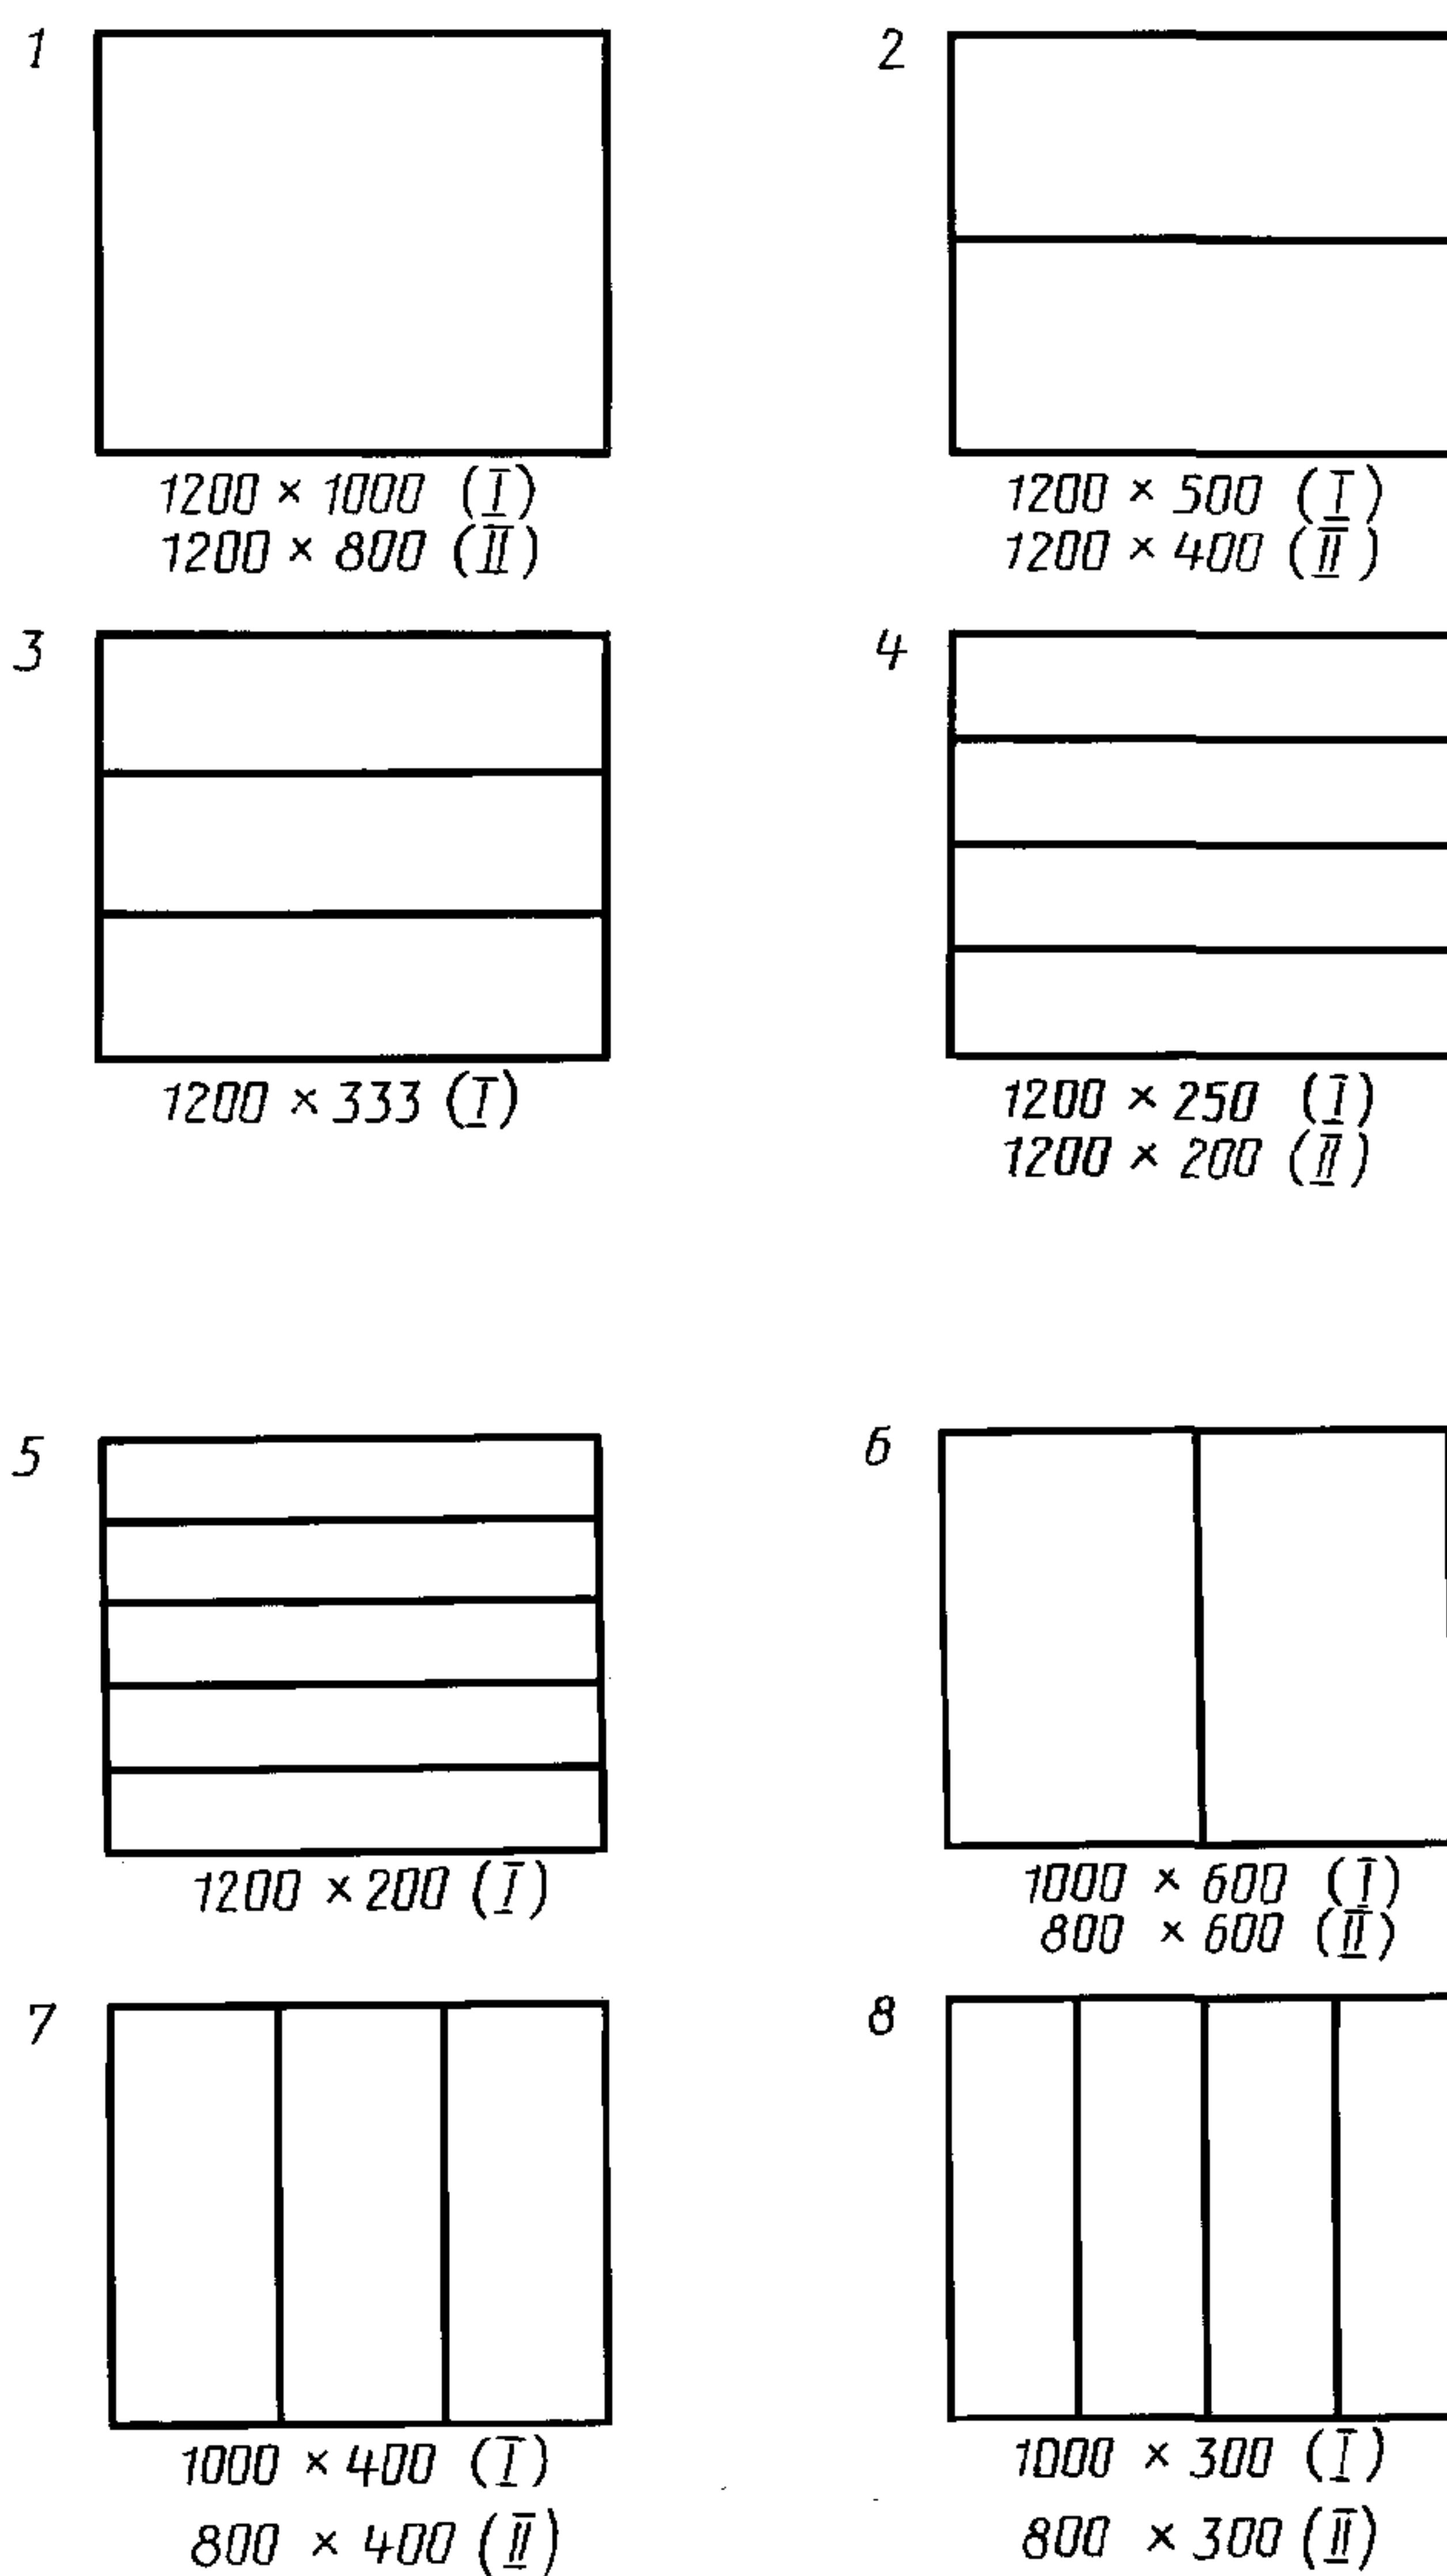 1
1200 × 1000 (I)
1200 × 800 (II)
2
1200 × 500 (I)
1200 × 400 (II)
3
1200 × 333 (I)
4
1200 × 250 (I)
1200 × 200 (II)
5
1200 × 200 (I)
6
1000 × 600 (I)
800 × 600 (II)
7
1000 × 400 (I)
800 × 400 (II)
8
1000 × 300 (I)
800 × 300 (II)